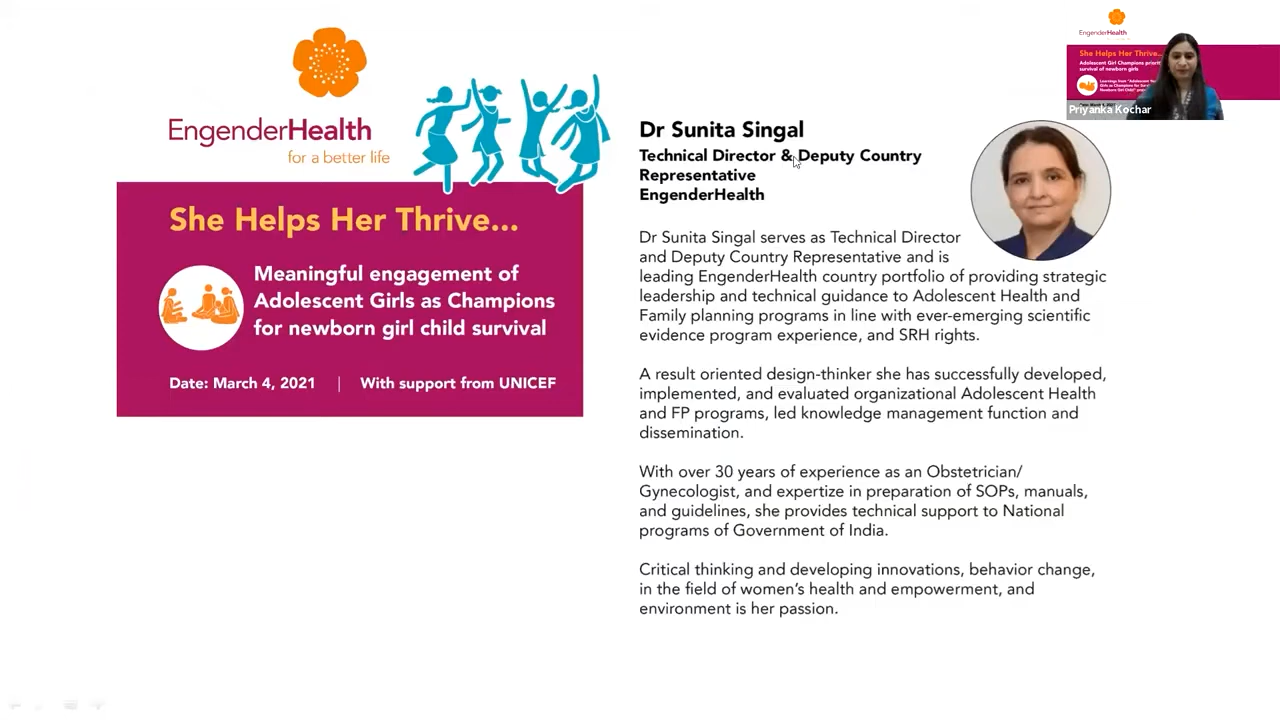 EngenderHealth
for a better life
She Helps Her Thrive...
Meaningful engagement of
Adolescent Girls as Champions
for newborn girl child survival
Date: March 4, 2021 | With support from UNICEF
Dr Sunita Singal
Technical Director & Deputy Country
Representative
EngenderHealth
Dr Sunita Singal serves as Technical Director
and Deputy Country Representative and is
leading EngenderHealth country portfolio of providing strategic
leadership and technical guidance to Adolescent Health and
Family planning programs in line with ever-emerging scientific
evidence program experience, and SRH rights.
A result oriented design-thinker she has successfully developed,
implemented, and evaluated organizational Adolescent Health
and FP programs, led knowledge management function and
dissemination.
With over 30 years of experience as an Obstetrician/
Gynecologist, and expertize in preparation of SOPs, manuals,
and guidelines, she provides technical support to National
programs of Government of India.
Critical thinking and developing innovations, behavior change,
in the field of women's health and empowerment, and
environment is her passion.
EngenderHealth
She Helps Her Thrive...
Adolescent Girl Champions
survival of newborn girls
Priyanka Kochar